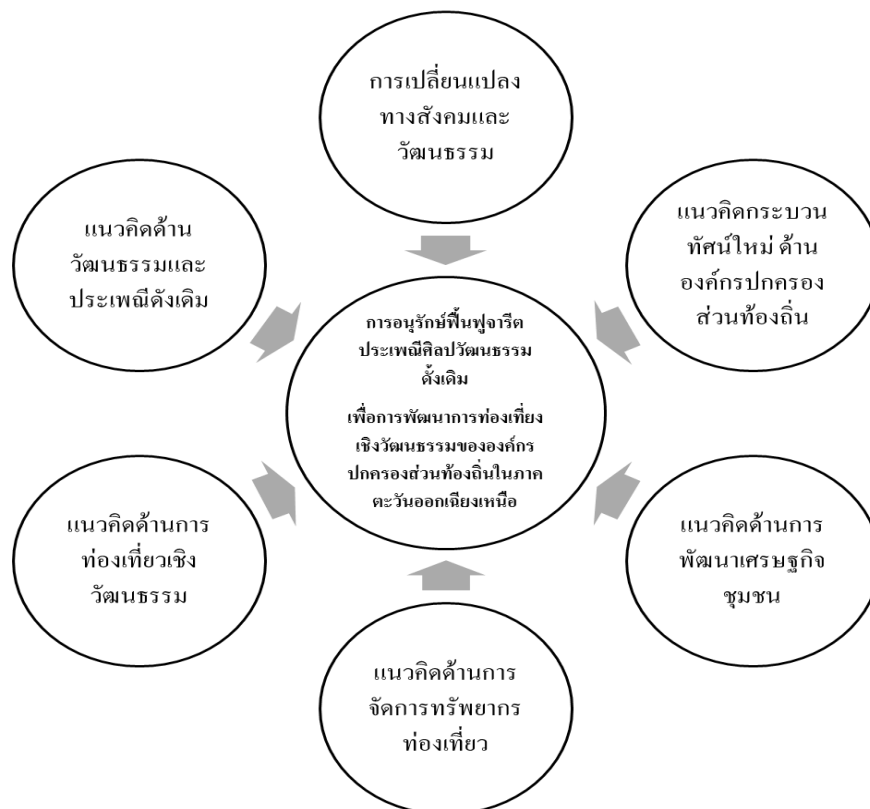 การเปลี่ยนแปลง
ทางสังคมและ
วัฒนธรรม
แนวคิดกระบวน
ทัศน์ใหม่ ด้าน
องค์กรปกครอง
ส่วนท้องถิ่น
แนวคิดด้าน
วัฒนธรรมและ
ประเพณีดังเดิม
การอนุรักษ์ฟื้นฟูจารีต
ประเพณีศิลปวัฒนธรรม
ดั้งเดิม
เพื่อการพัฒนาการท่องเที่ยง
เชิงวัฒนธรรมขององค์กร
ปกครองส่วนท้องถิ่นในภาค
ตะวันออกเฉียงเหนือ
แนวคิดด้านการ
ท่องเที่ยวเชิง
วัฒนธรรม
แนวคิดด้านการ
พัฒนาเศรษฐกิจ
ชุมชน
แนวคิดด้านการ
จัดการทรัพยากร
ท่องเที่ยว